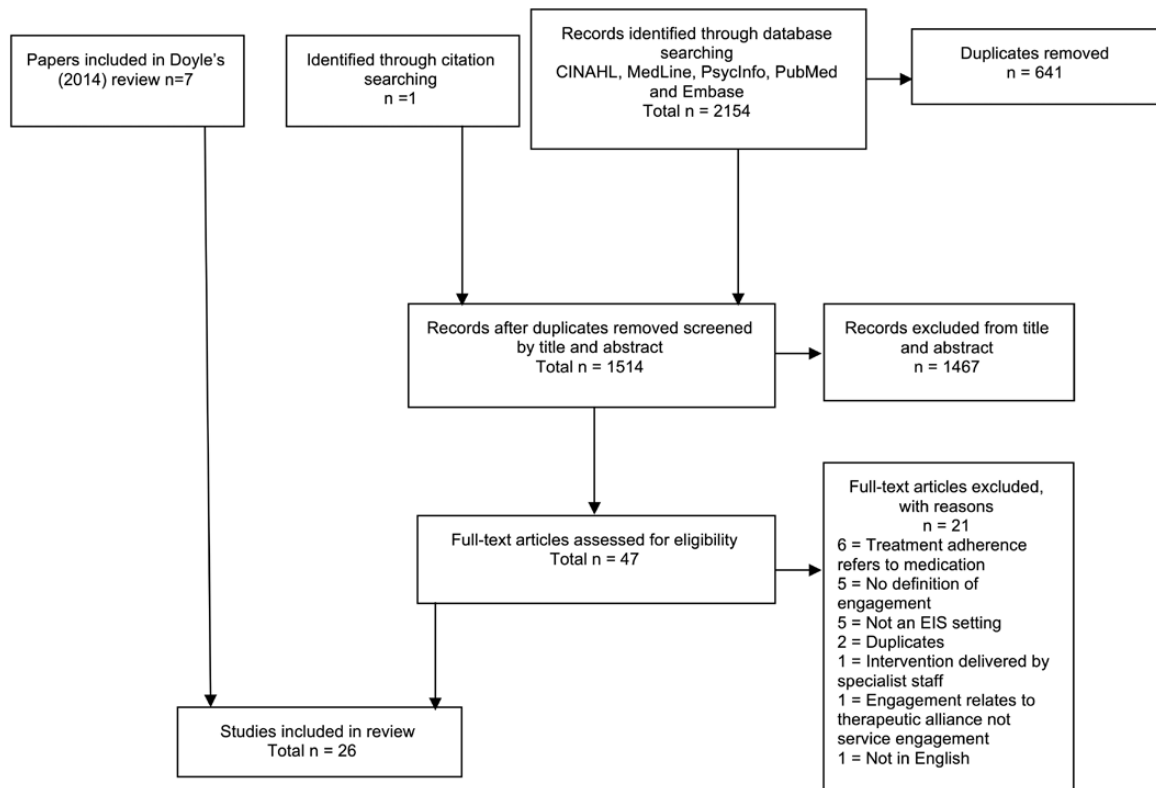 Papers included in Doyle's
(2014) review n=7
Identified through citation
searching
n =1
Records identified through database
searching
CINAHL, MedLine, PsycInfo, PubMed
and Embase
Total n = 2154
Duplicates removed
n = 641
Records after duplicates removed screened
by title and abstract
Total n = 1514
Records excluded from title
and abstract
n = 1467
Full-text articles assessed for eligibility
Total n = 47
Full-text articles excluded,
with reasons
n = 21
6 = Treatment adherence
refers to medication
5 = No definition of
engagement
5 = Not an EIS setting
2 = Duplicates
1 = Intervention delivered by
specialist staff
1 = Engagement relates to
therapeutic alliance not
service engagement
1 = Not in English
Studies included in review
Total n = 26